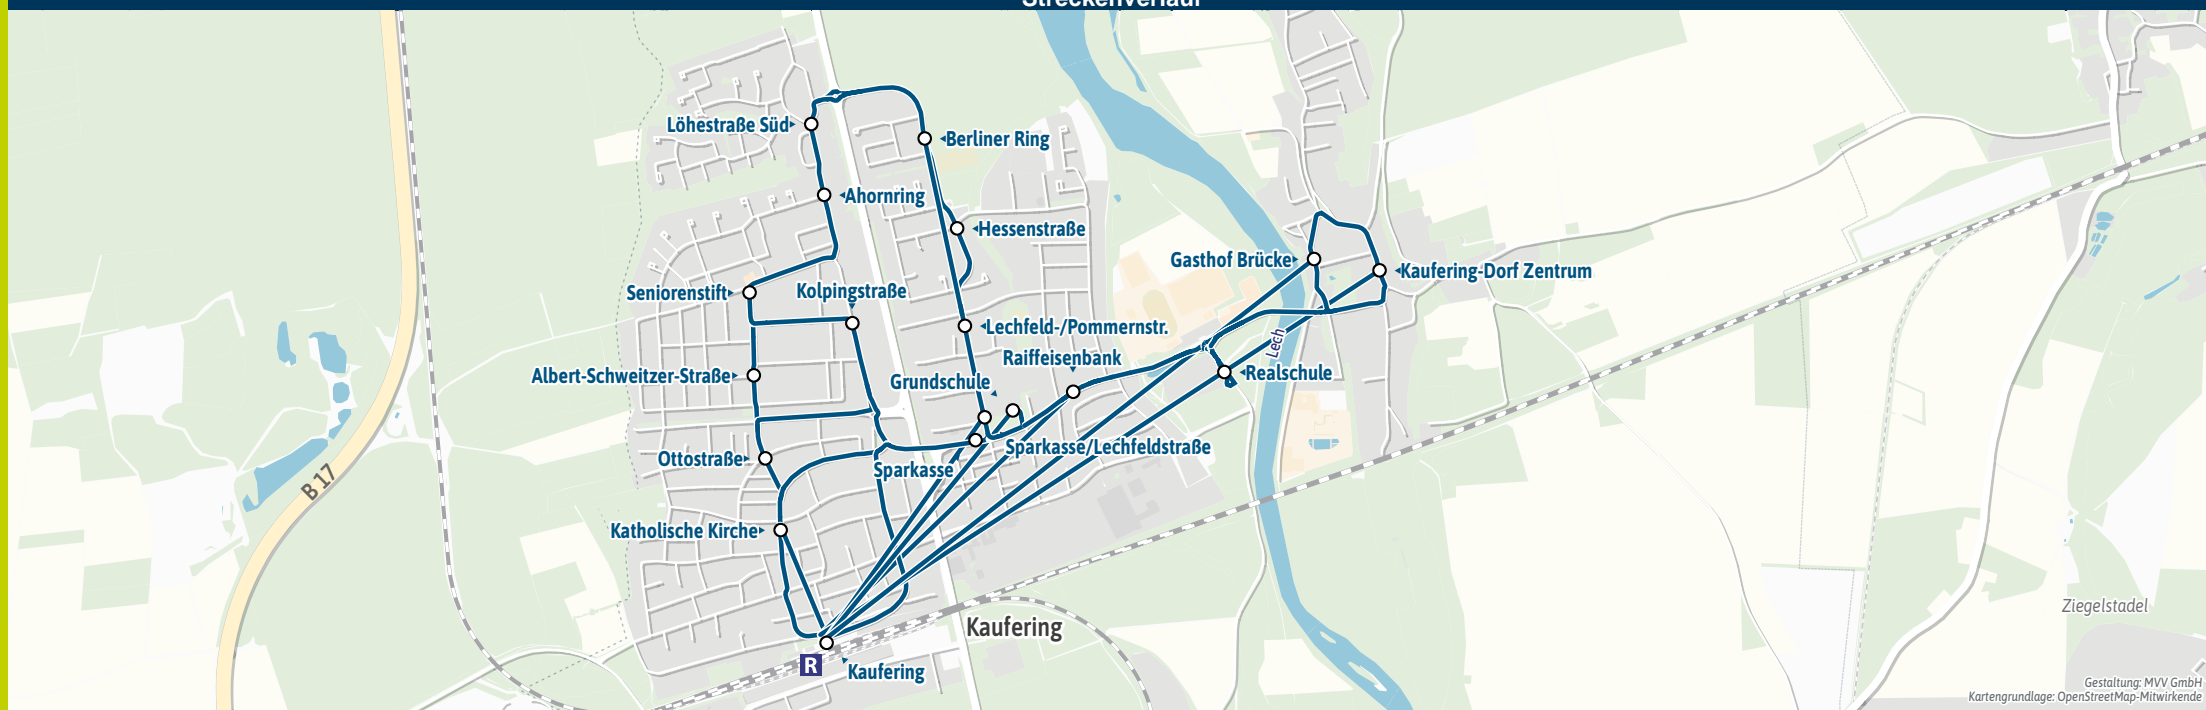 Streckenverlauf
Löhestraße Süd
Berliner Ring
Ahornring
Hessenstraße
Gasthof Brücke
Kaufering-Dorf Zentrum
Seniorenstift
Kolpingstraße
Lechfeld-/Pommernstr.
Lech
Raiffeisenbank
Albert-Schweitzer-Straße
Grundschule
Realschule
Ottostraße
Sparkasse
Sparkasse/Lechfeldstraße
B 17
Katholische Kirche
Kaufering
Ziegelstadel
R
Kaufering
Gestaltung: MVV GmbH
Kartengrundlage: OpenStreetMap-Mitwirkende